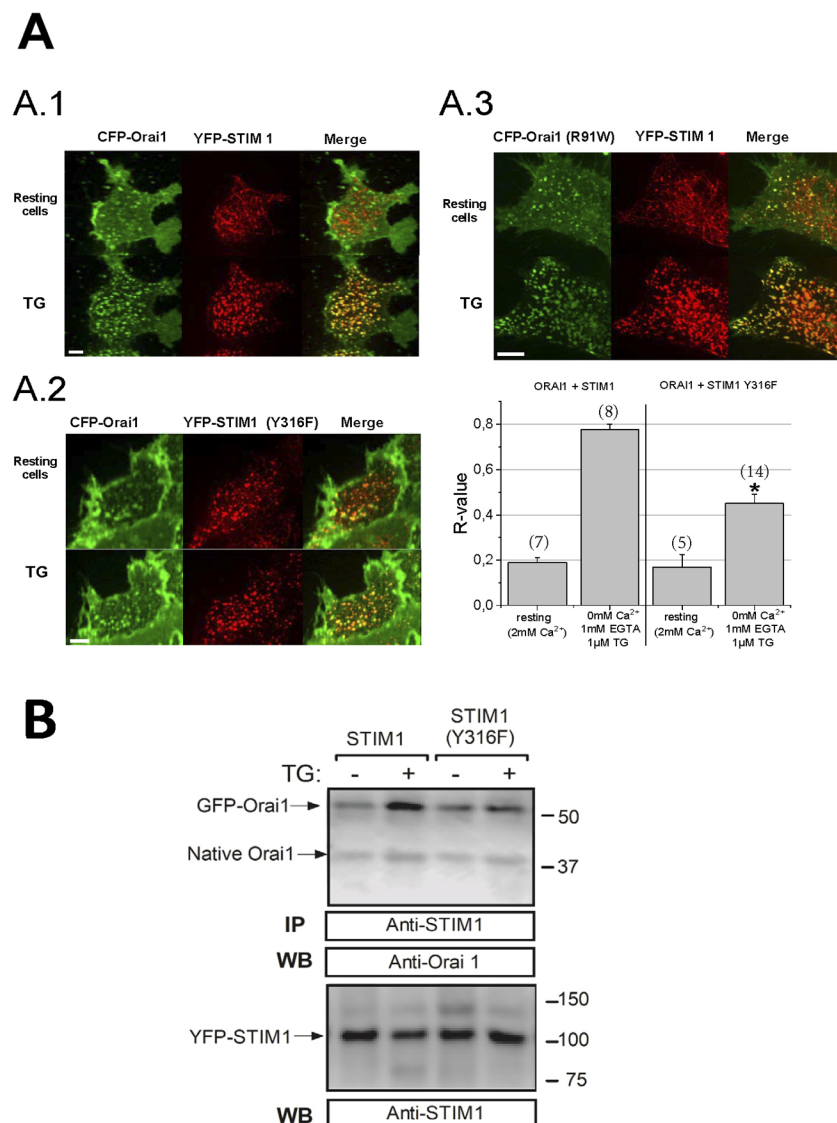 A
A.1
CFP-Orai1 YFP-STIM 1 Merge
Resting
cells
TG
A.3
CFP-Orai1 (R91W) YFP-STIM 1 Merge
Resting
cells
TG
A.2
CFP-Orai1 YFP-STIM1 (Y316F) Merge
Resting
cells
TG
ORAI1 + STIM1 ORAI1 + STIM1 Y316F
R-value
0,8
0,6
0,4
0,2
0,0
(7)
(8)
(5)
(14)
*
resting
(2mM Ca²⁺)
0mM Ca²⁺
1mM EGTA
1µM TG
resting
(2mM Ca²⁺)
0mM Ca²⁺
1mM EGTA
1µM TG
B
STIM1 STIM1
(Y316F)
TG: - + - +
GFP-Orai1
50
Native Orai1
37
IP Anti-STIM1
WB Anti-Orai 1
150
YFP-STIM1
100
75
WB Anti-STIM1